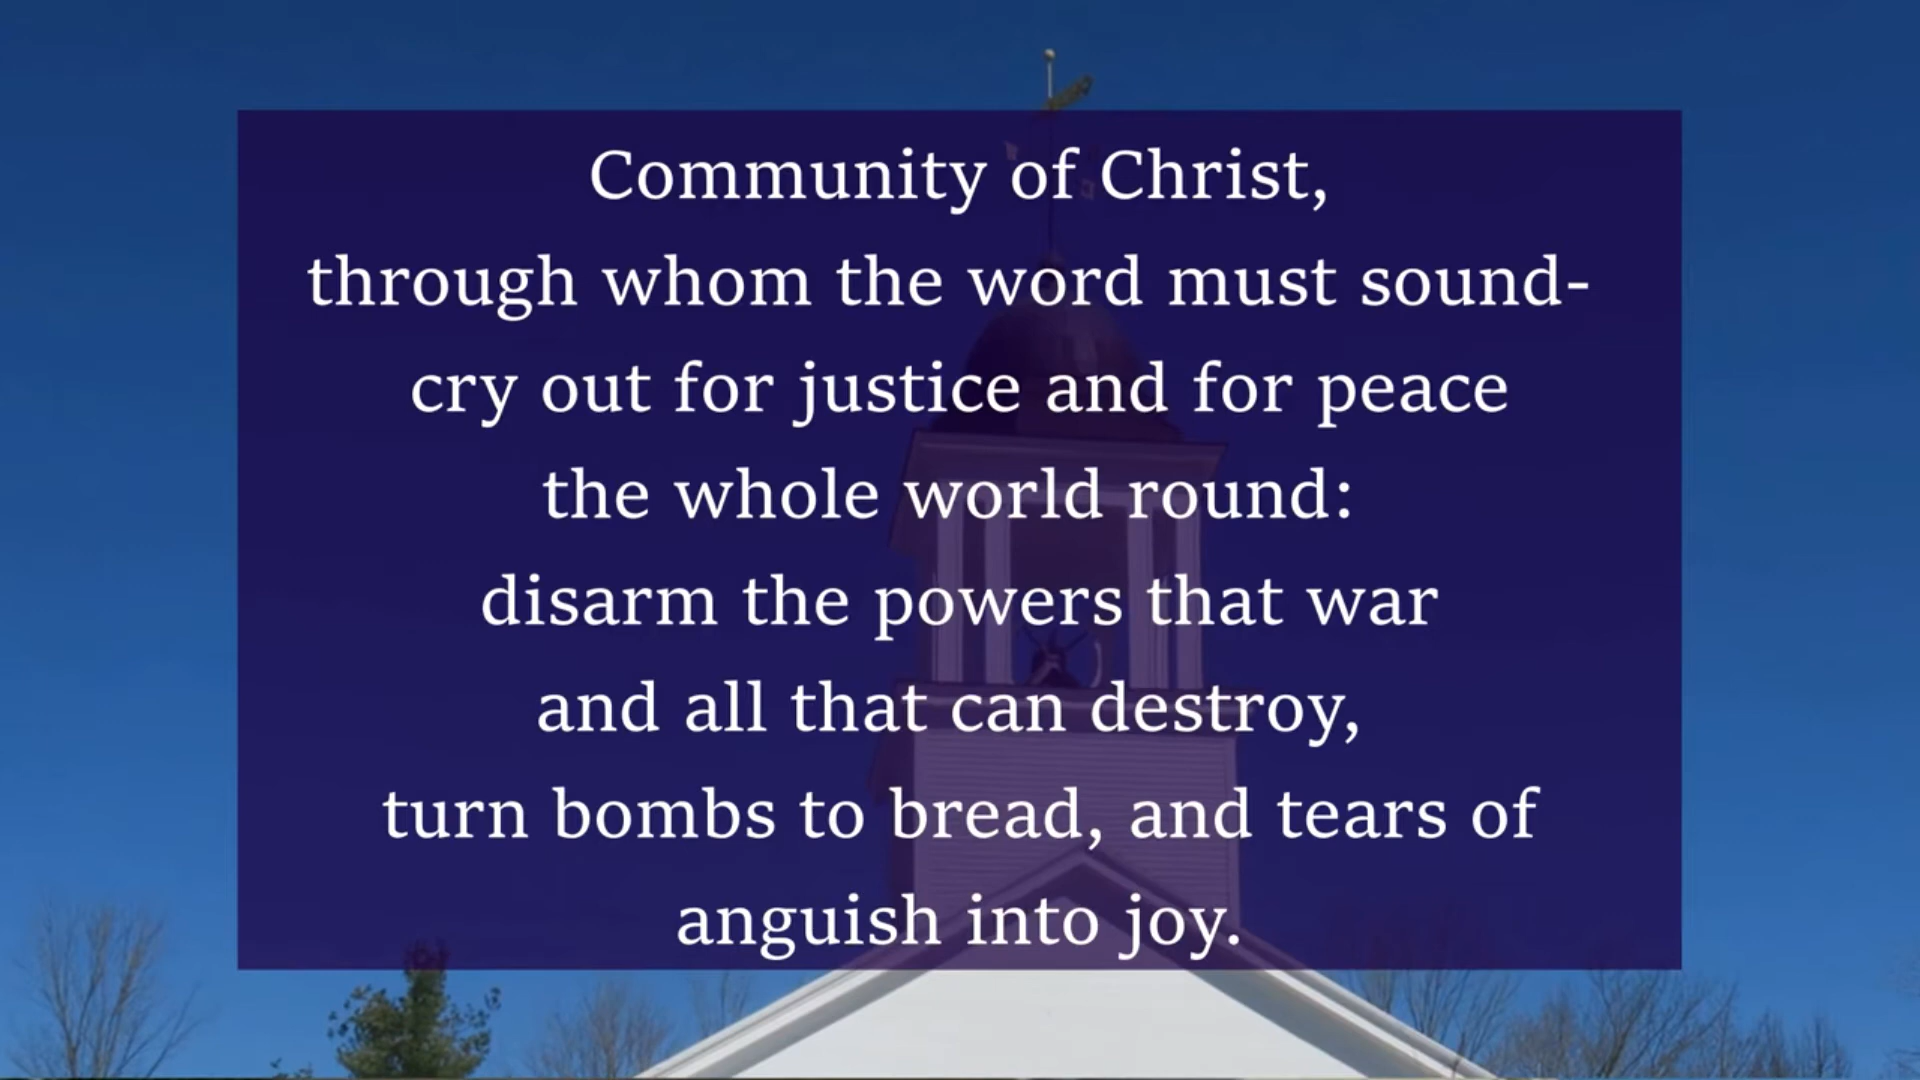 Community of Christ,
through whom the word must sound-
cry out for justice and for peace
the whole world round:
disarm the powers that war
and all that can destroy,
turn bombs to bread, and tears of
anguish into joy.